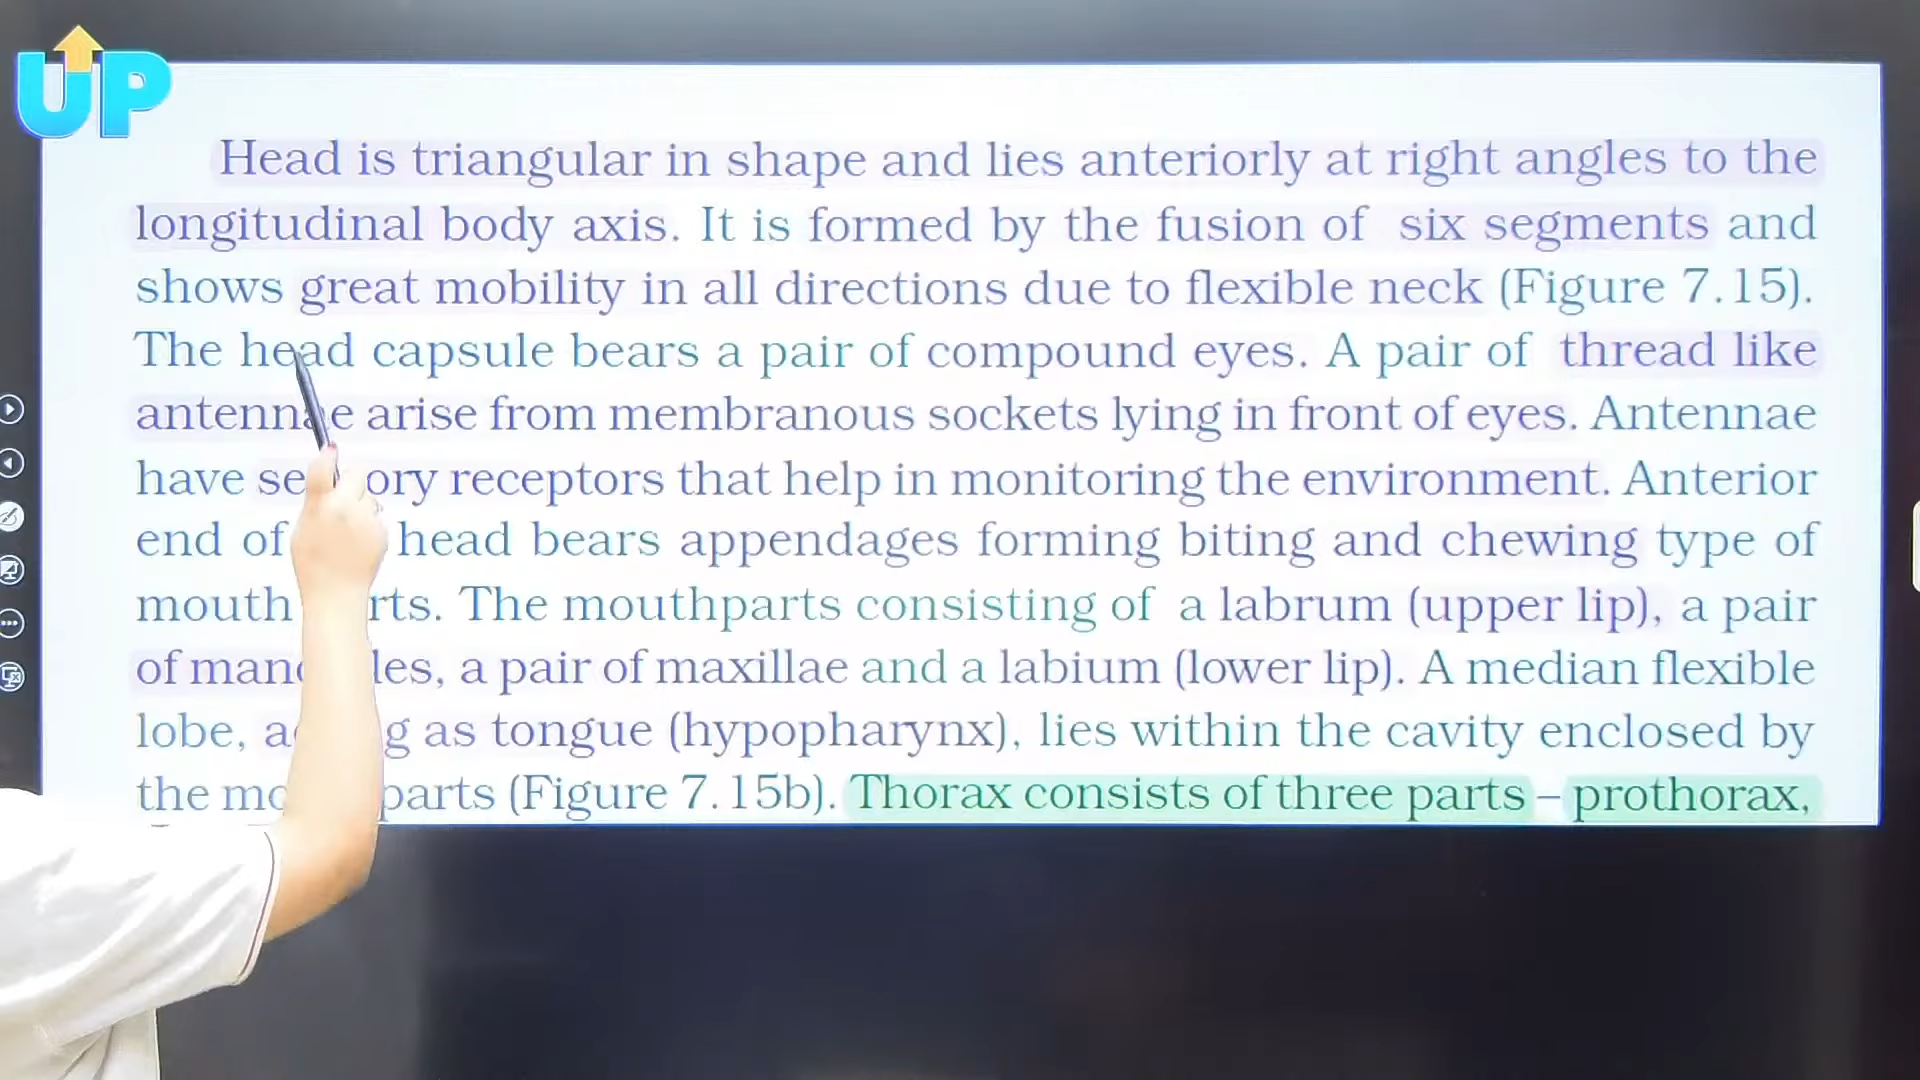 UP
Head is triangular in shape and lies anteriorly at right angles to the
longitudinal body axis. It is formed by the fusion of six segments and
shows great mobility in all directions due to flexible neck (Figure 7.15).
The head capsule bears a pair of compound eyes. A pair of thread like
antennae arise from membranous sockets lying in front of eyes. Antennae
have receptors that help in monitoring the environment. Anterior
end of head bears appendages forming biting and chewing type of
mouth rts. The mouthparts consisting of a labrum (upper lip), a pair
of les, a pair of maxillae and a labium (lower lip). A median flexible
lobe, as tongue (hypopharynx), lies within the cavity enclosed by
the parts (Figure 7.15b). Thorax consists of three parts – prothorax,